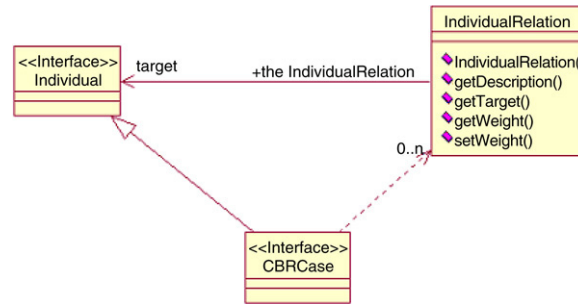 IndividualRelation
<<Interface>>
Individual
target
+the IndividualRelation
IndividualRelation()
getDescription()
getTarget()
getWeight()
setWeight()
0..n
<<Interface>>
CBRCase